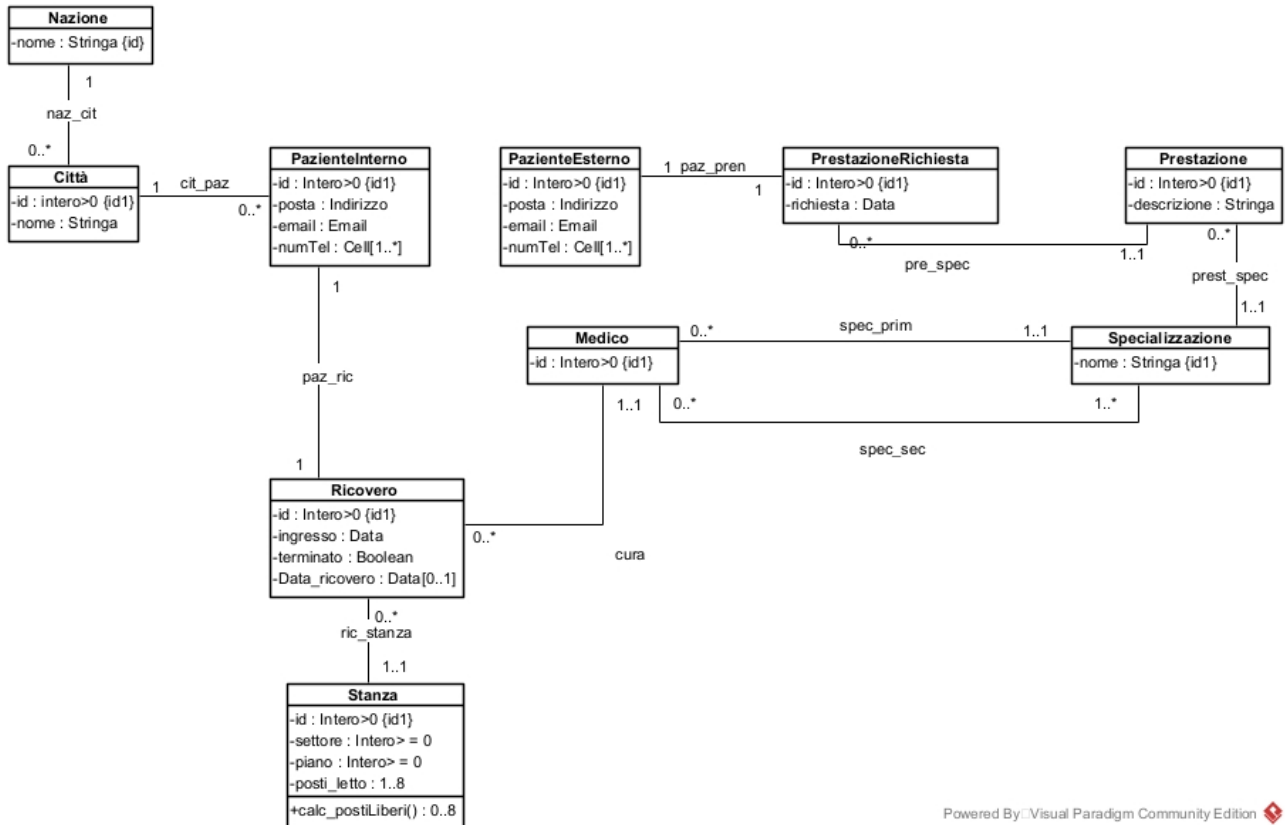 Nazione
-nome : Stringa {id}
1
naz_cit
0..*
Città
-id : intero>0 {id1}
-nome : Stringa
1
cit_paz
0..*
PazienteInterno
-id : Intero>0 {id1}
-posta : Indirizzo
-email : Email
-numTel : Cell[1..*]
PazienteEsterno
-id : Intero>0 {id1}
-posta : Indirizzo
-email : Email
-numTel : Cell[1..*]
1
paz_pren
1
PrestazioneRichiesta
-id : Intero>0 {id1}
-richiesta : Data
0..*
pre_spec
1..1
Prestazione
-id : Intero>0 {id1}
-descrizione : Stringa
0..*
prest_spec
1..1
Medico
-id : Intero>0 {id1}
0..*
spec_prim
1..1
Specializzazione
-nome : Stringa {id1}
1..1
0..*
1..*
spec_sec
1
paz_ric
1
Ricovero
-id : Intero>0 {id1}
-ingresso : Data
-terminato : Boolean
-Data_ricovero : Data[0..1]
0..*
cura
0..*
ric_stanza
1..1
Stanza
-id : Intero>0 {id1}
-settore : Intero> = 0
-piano : Intero> = 0
-posti_letto : 1..8
+calc_postiLiberi() : 0..8
Powered By Visual Paradigm Community Edition